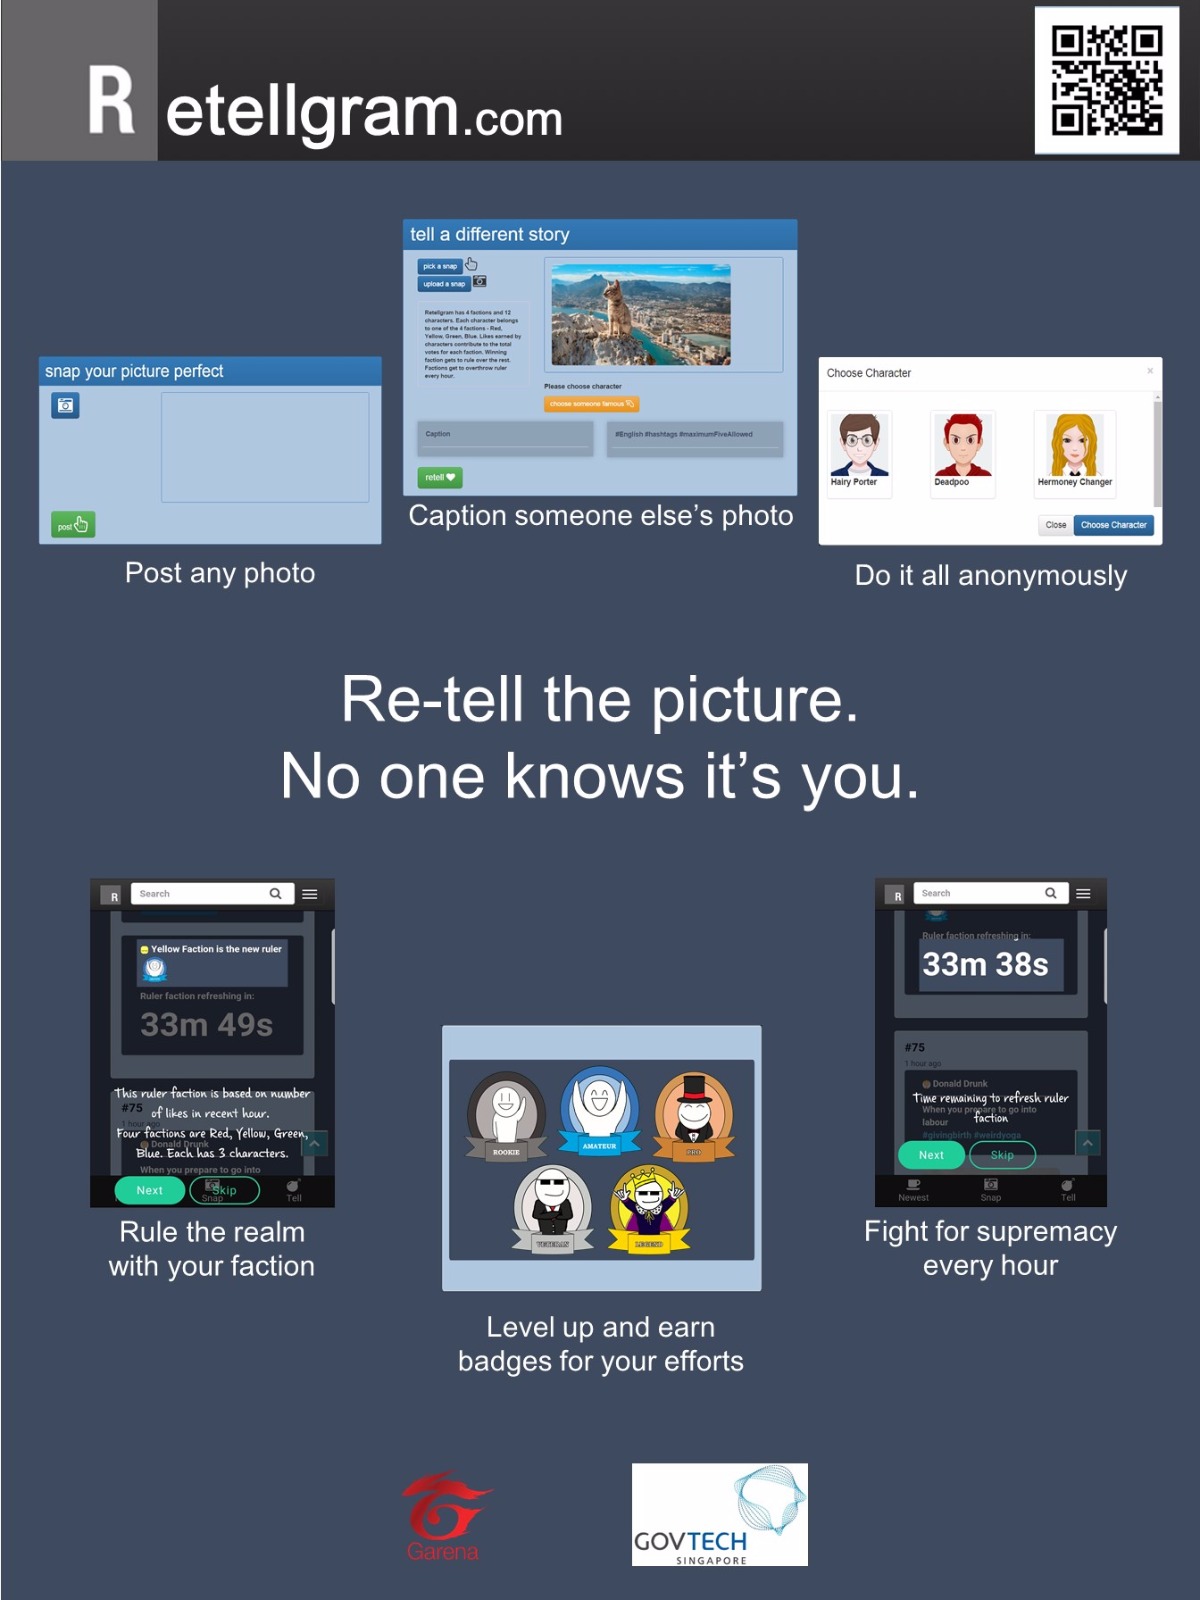 R
etellgram.com
tell a different story
pick a snap
upload a snap
Retellgram has 4 factions and 12
characters. Each character belongs
to one of the 4 factions - Red,
Yellow, Green, Blue. Likes earned by
characters contribute to the total
votes for each faction. Winning
faction gets to rule over the rest.
Factions get to overthrow ruler
every hour.
Please choose character
choose someone famous
Caption
#English #hashtags #maximumFiveAllowed
retell
Caption someone else’s photo
snap your picture perfect
post
Post any photo
Choose Character
×
Hairy Porter
Deadpoo
Hermoney Changer
Close
Choose Character
Do it all anonymously
Re-tell the picture.
No one knows it’s you.
R
Search
Yellow Faction is the new ruler
Ruler faction refreshing in:
33m 49s
This ruler faction is based on number
of likes in recent hour.
Four factions are Red, Yellow, Green,
Blue. Each has 3 characters.
#75
1 hour ago
Donald Drunk
When you prepare to go into
Next
Skip
Snap
Tell
Rule the realm
with your faction
ROOKIE
AMATEUR
PRO
VETERAN
LEGEND
Level up and earn
badges for your efforts
R
Search
Ruler faction refreshing in:
33m 38s
#75
1 hour ago
Donald Drunk
Time remaining to refresh ruler
faction
When you prepare to go into
labour
#givingbirth #weirdyoga
Next
Skip
Newest
Snap
Tell
Fight for supremacy
every hour
Garena
GOVTECH
SINGAPORE